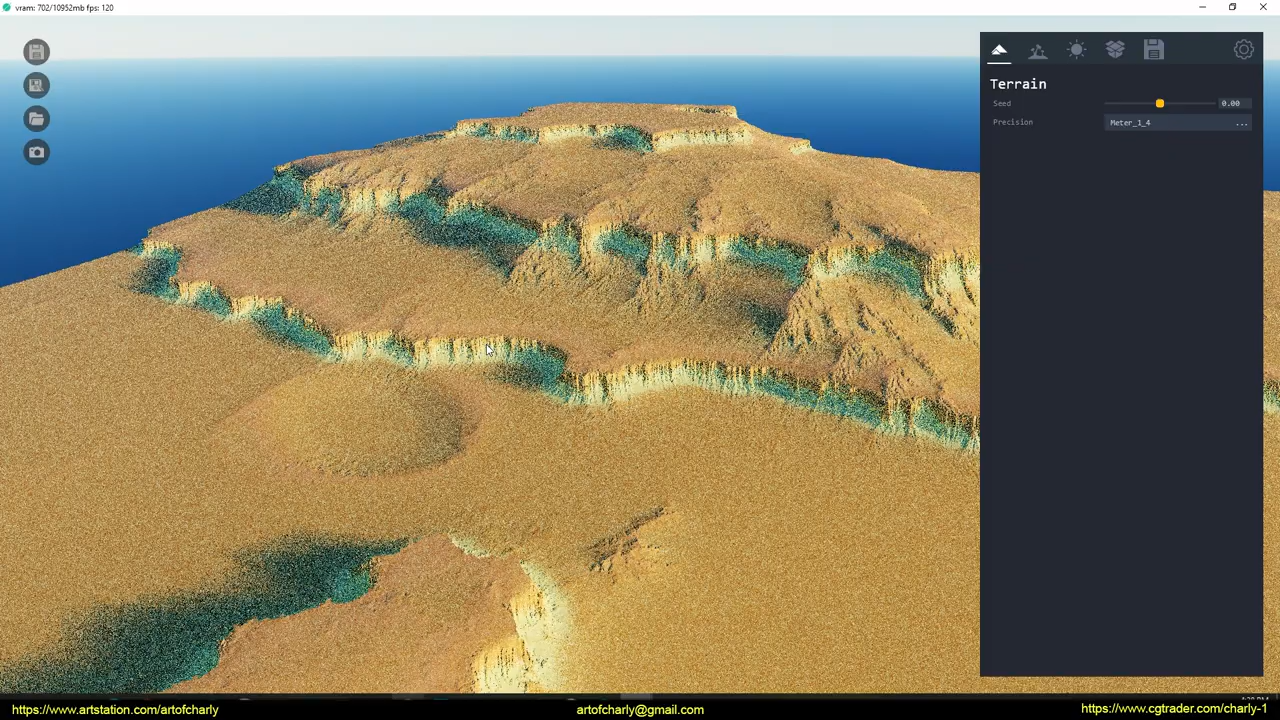 vram: 702/10952mb fps: 120
Terrain
Seed 0.00
Precision Meter_1_4 ...
https://www.artstation.com/artofcharly artofcharly@gmail.com https://www.cgtrader.com/charly-1